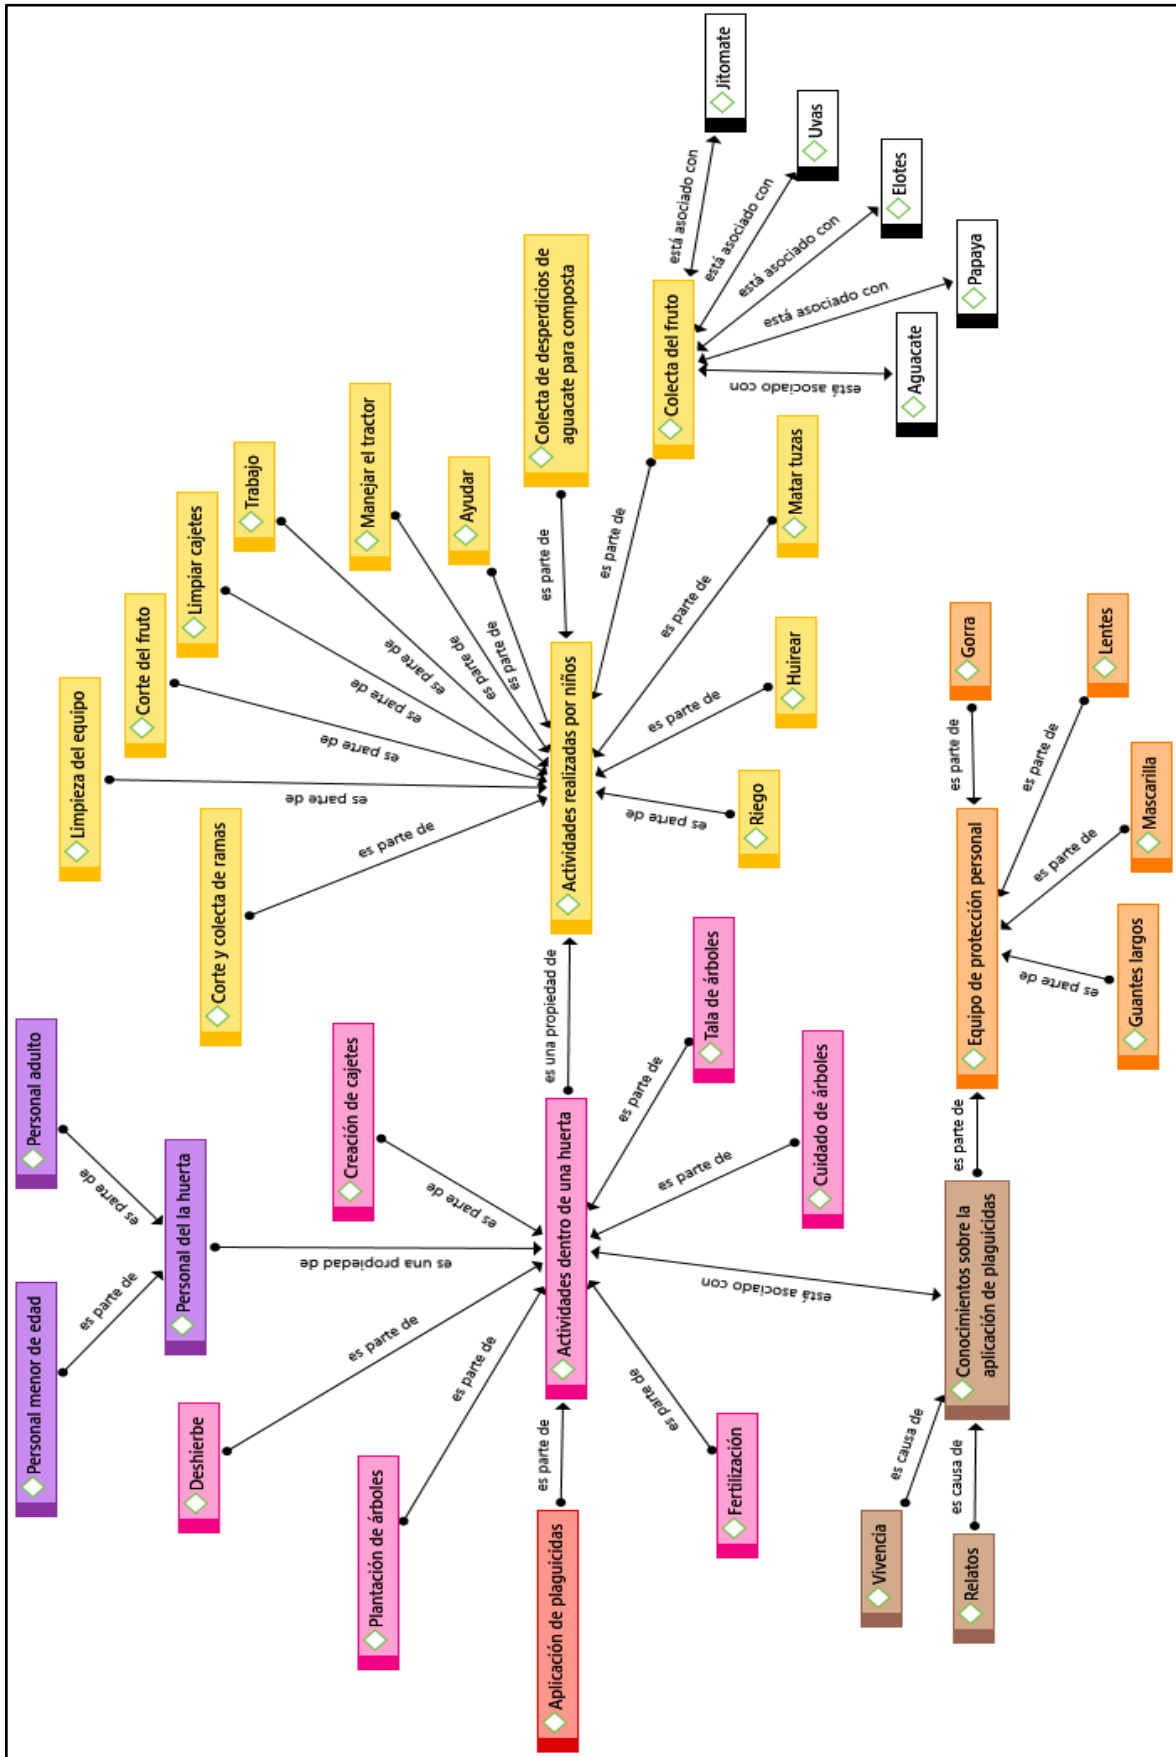 Personal menor de edad
Personal adulto
es parte de
es parte de
Personal del la huerta
es una propiedad de
Deshierbe
es parte de
Plantación de árboles
es parte de
Creación de cajetes
es parte de
Aplicación de plaguicidas
es parte de
Actividades dentro de una huerta
es una propiedad de
Fertilización
es parte de
Tala de árboles
es parte de
Cuidado de árboles
es parte de
está asociado con
Limpieza del equipo
es parte de
Corte y colecta de ramas
es parte de
Corte del fruto
es parte de
Limpiar cajetes
es parte de
Trabajo
es parte de
Manejar el tractor
es parte de
Ayudar
es parte de
Actividades realizadas por niños
es parte de
Colecta de desperdicios de
aguacate para composta
es parte de
Colecta del fruto
es parte de
Matar tuzas
es parte de
Huirear
es parte de
Riego
está asociado con
Jitomate
está asociado con
Uvas
está asociado con
Elotes
está asociado con
Papaya
está asociado con
Aguacate
Vivencia
es causa de
Relatos
es causa de
Conocimientos sobre la
aplicación de plaguicidas
es parte de
Equipo de protección personal
es parte de
Gorra
es parte de
Lentes
es parte de
Mascarilla
es parte de
Guantes largos